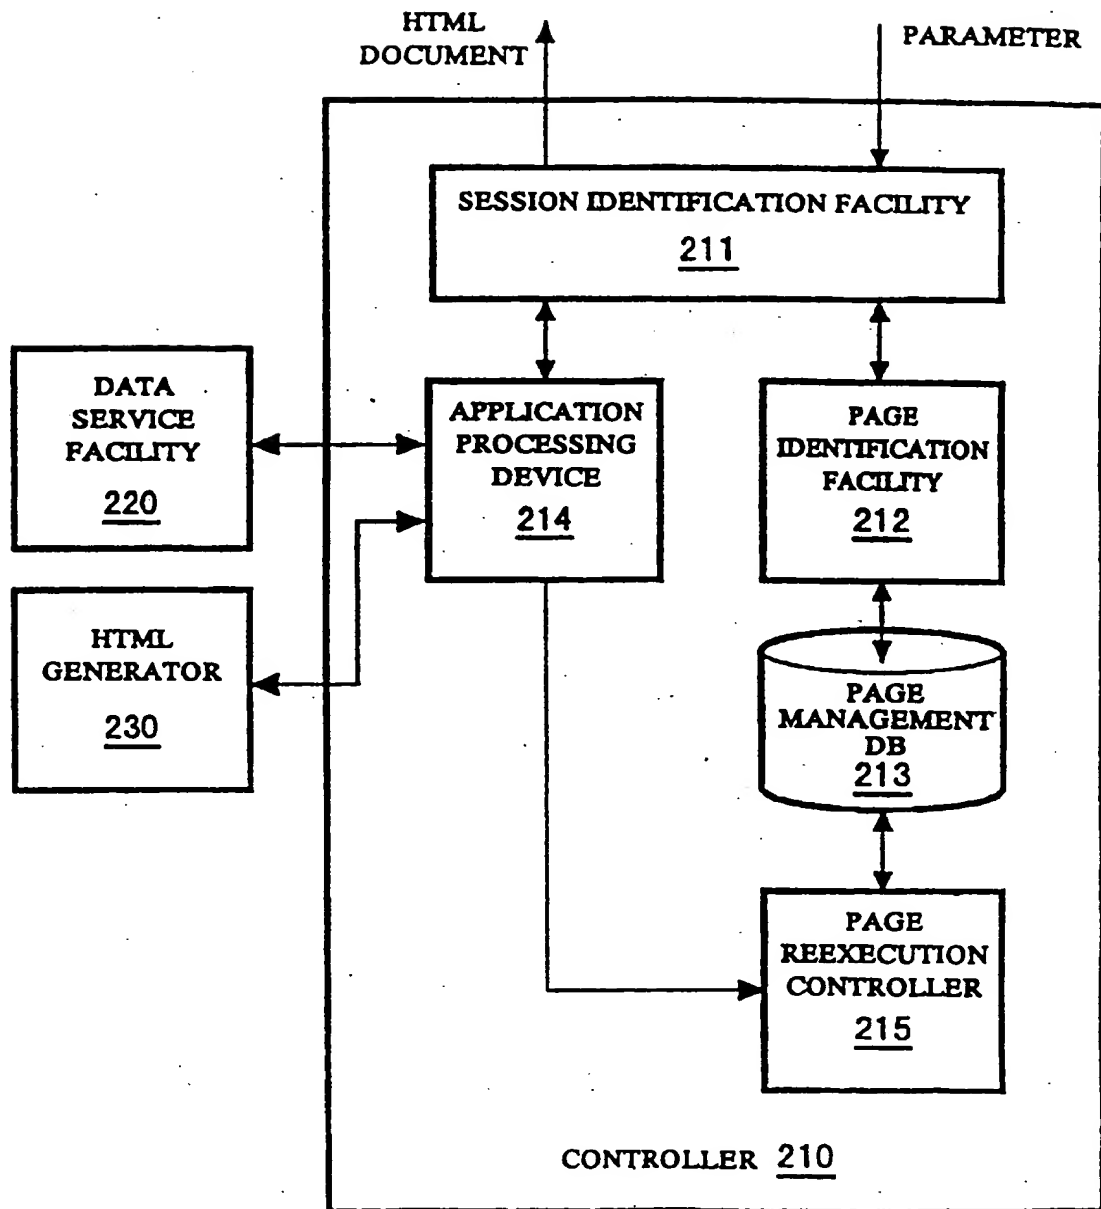 HTML
DOCUMENT
PARAMETER
SESSION IDENTIFICATION FACILITY
211
DATA
SERVICE
FACILITY
220
APPLICATION
PROCESSING
DEVICE
214
PAGE
IDENTIFICATION
FACILITY
212
HTML
GENERATOR
230
PAGE
MANAGEMENT
DB
213
PAGE
REEXECUTION
CONTROLLER
215
CONTROLLER 210